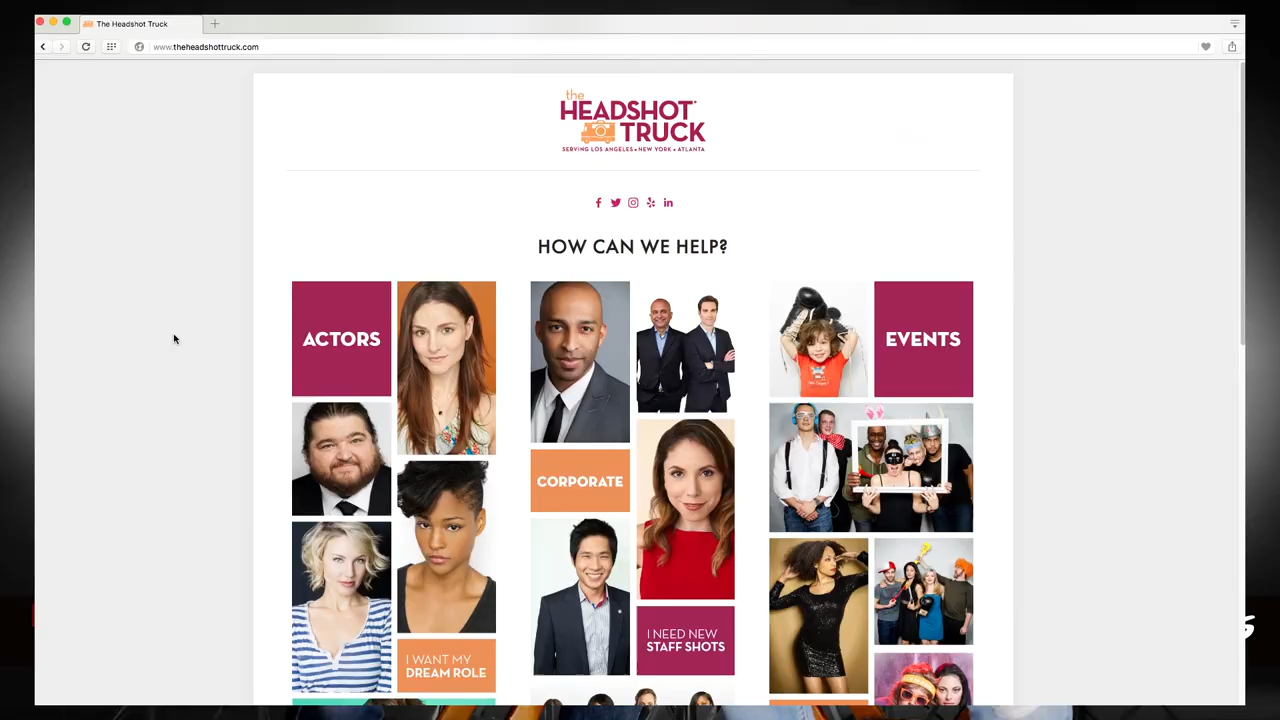 The Headshot Truck
www.theheadshottruck.com
the
HEADSHOT
TRUCK
SERVING LOS ANGELES • NEW YORK • ATLANTA
HOW CAN WE HELP?
ACTORS
EVENTS
CORPORATE
I NEED NEW
STAFF SHOTS
I WANT MY
DREAM ROLE